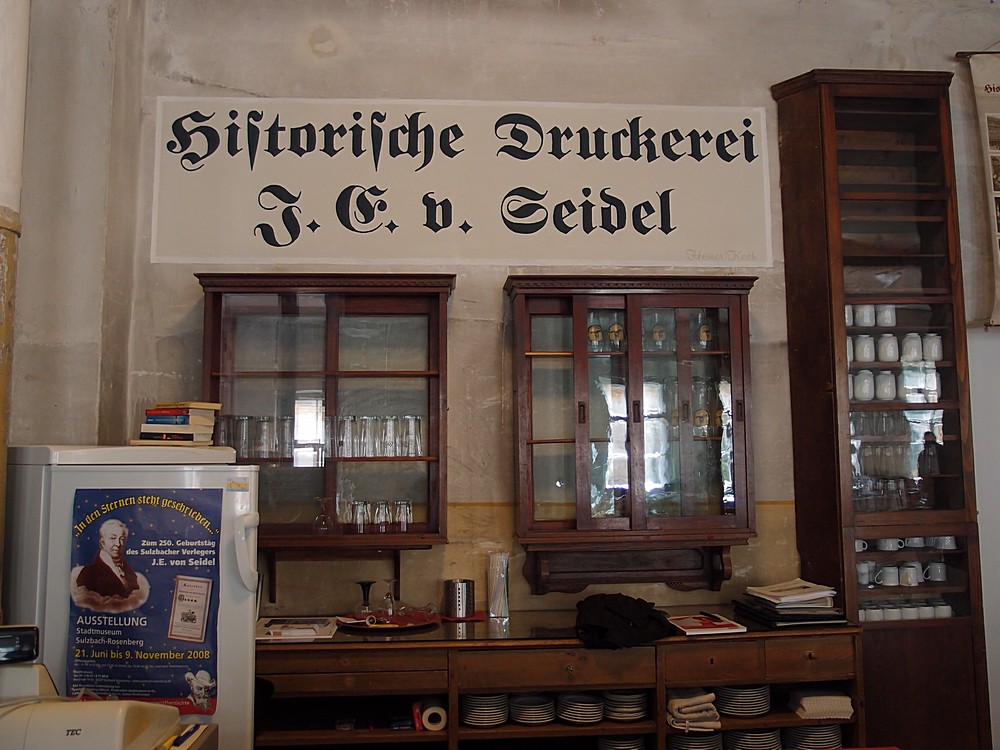 Hiſtoriſche Druckerei
J. E. v. Seidel
„In den Sternen steht geschrieben..."
Zum 250. Geburtstag
des Sulzbacher Verlegers
J.E. von Seidel
AUSSTELLUNG
Stadtmuseum
Sulzbach-Rosenberg
21. Juni bis 9. November 2008
TEC